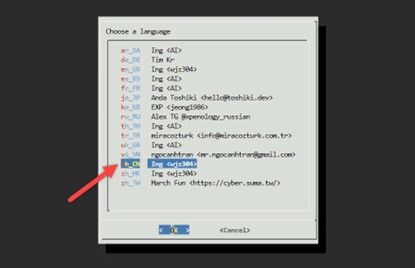 Choose a language
ar_SA Ing <AI>
de_DE Tim Kr
en_US Ing <wjz304>
es_ES Ing <AI>
fr_FR Ing <AI>
ja_JP Anda Toshiki <hello@toshiki.dev>
ko_KR EXP <jeong1986>
ru_RU Alex TG @xpenology_russian
th_TH Ing <AI>
tr_TR miracozturk <info@miracozturk.com.tr>
uk_UA Ing <AI>
vi_VN ngocanhtran <mr.ngocanhtran@gmail.com>
zh_CN Ing <wjz304>
zh_HK Ing <wjz304>
zh_TW March Fun <https://cyber.suma.tw/>
< OK > <Cancel>